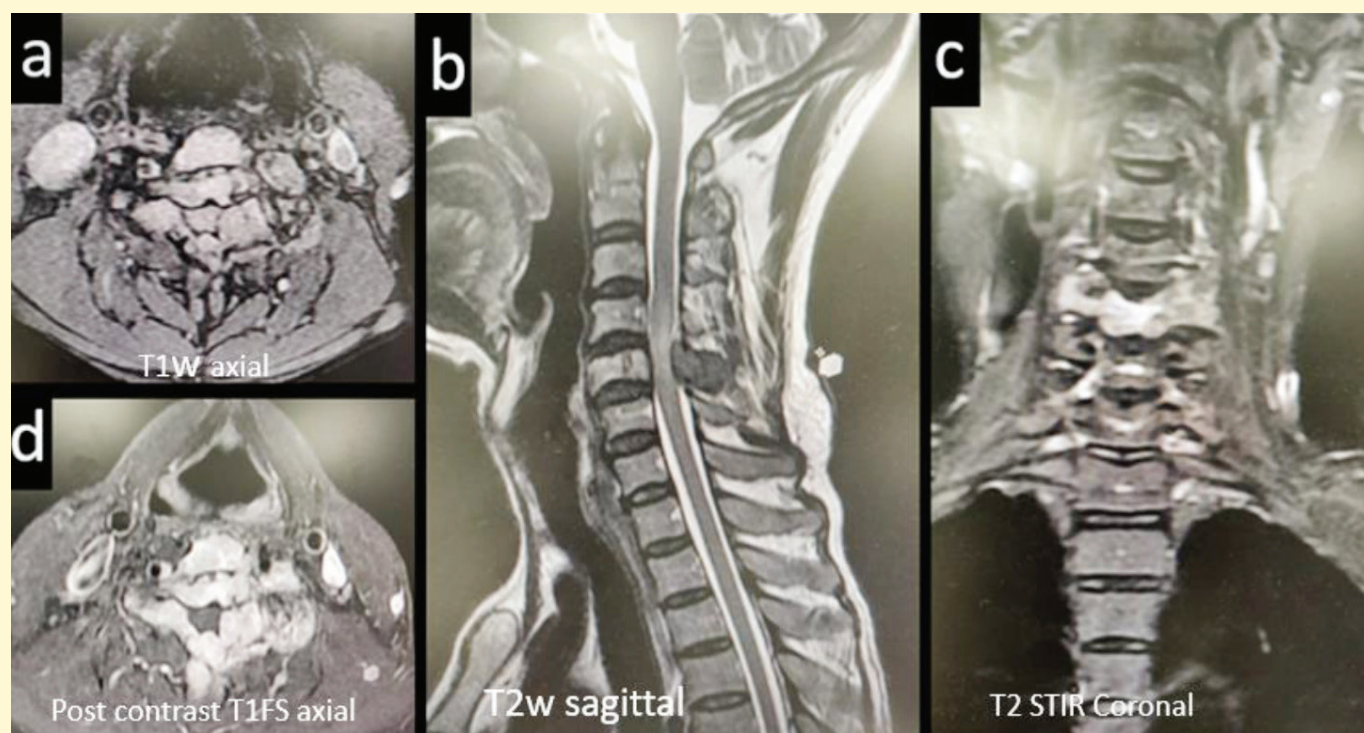 a
T1W axial
b
T2w sagittal
c
T2 STIR Coronal
d
Post contrast T1FS axial